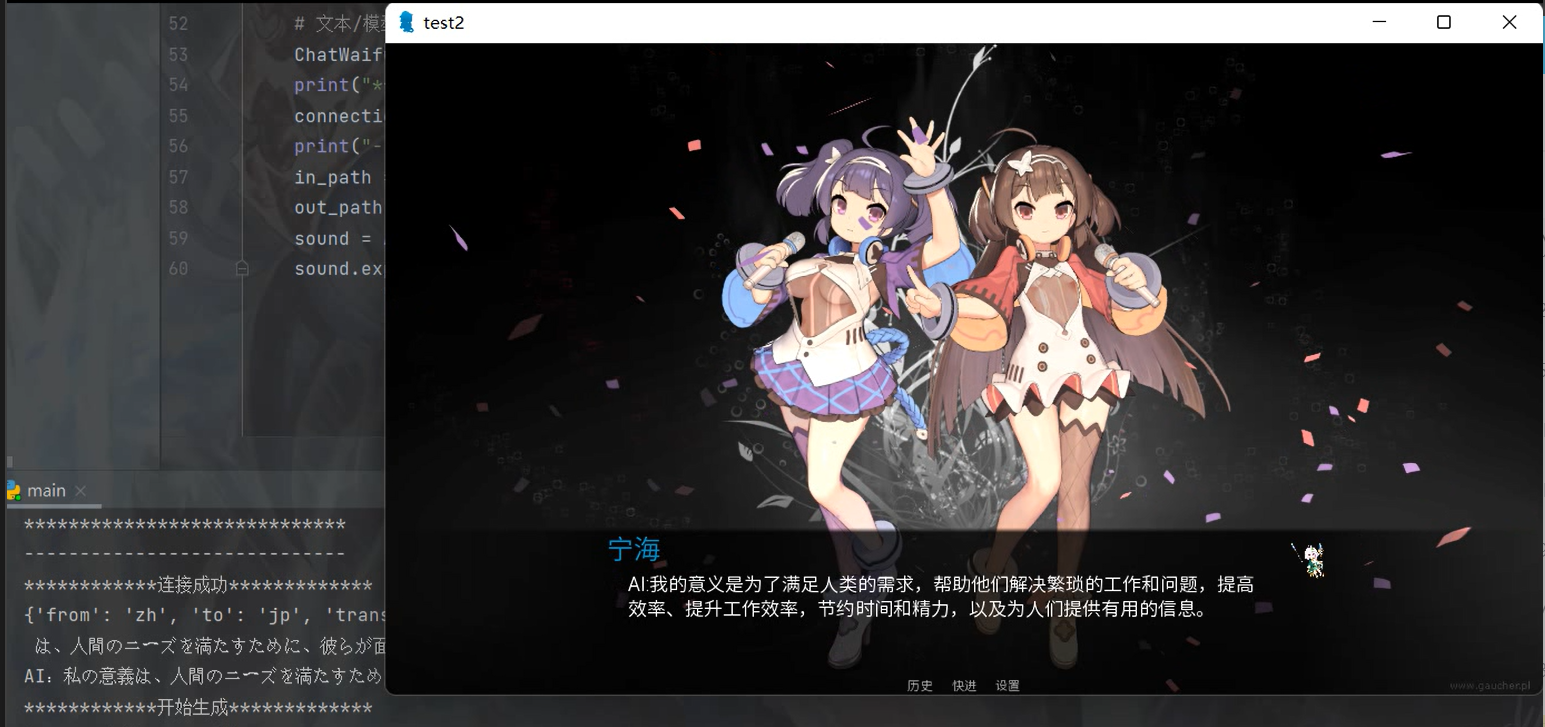 test2
52 # 文本/模
53 ChatWaif
54 print("*
55 connecti
56 print("-
57 in_path =
58 out_path
59 sound =
60 sound.ex
main
*****************************
-----------------------------
************连接成功*************
{'from': 'zh', 'to': 'jp', 'trans
は、人間のニーズを満たすために、彼らが面
AI: 私の意義は、人間のニーズを満たすため
************开始生成*************
宁海
AI:我的意义是为了满足人类的需求，帮助他们解决繁琐的工作和问题，提高
效率、提升工作效率，节约时间和精力，以及为人们提供有用的信息。
历史 快进 设置
www.gaucher.pl